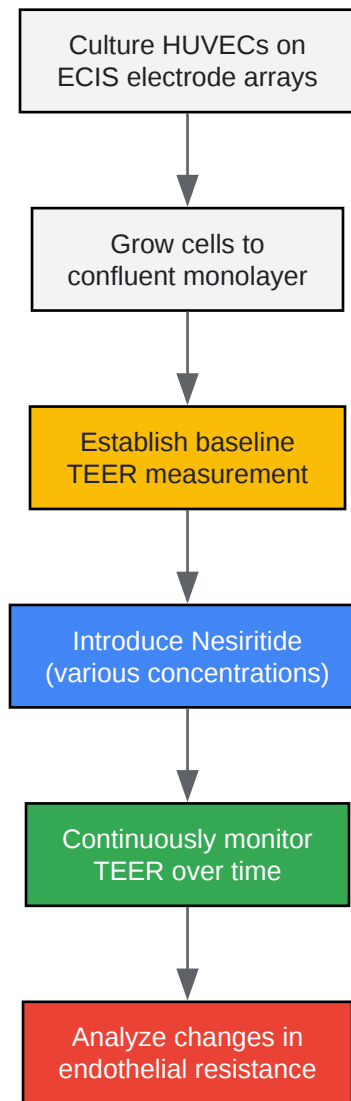 Culture HUVECs on
ECIS electrode arrays
Grow cells to
confluent monolayer
Establish baseline
TEER measurement
Introduce Nesiritide
(various concentrations)
Continuously monitor
TEER over time
Analyze changes in
endothelial resistance